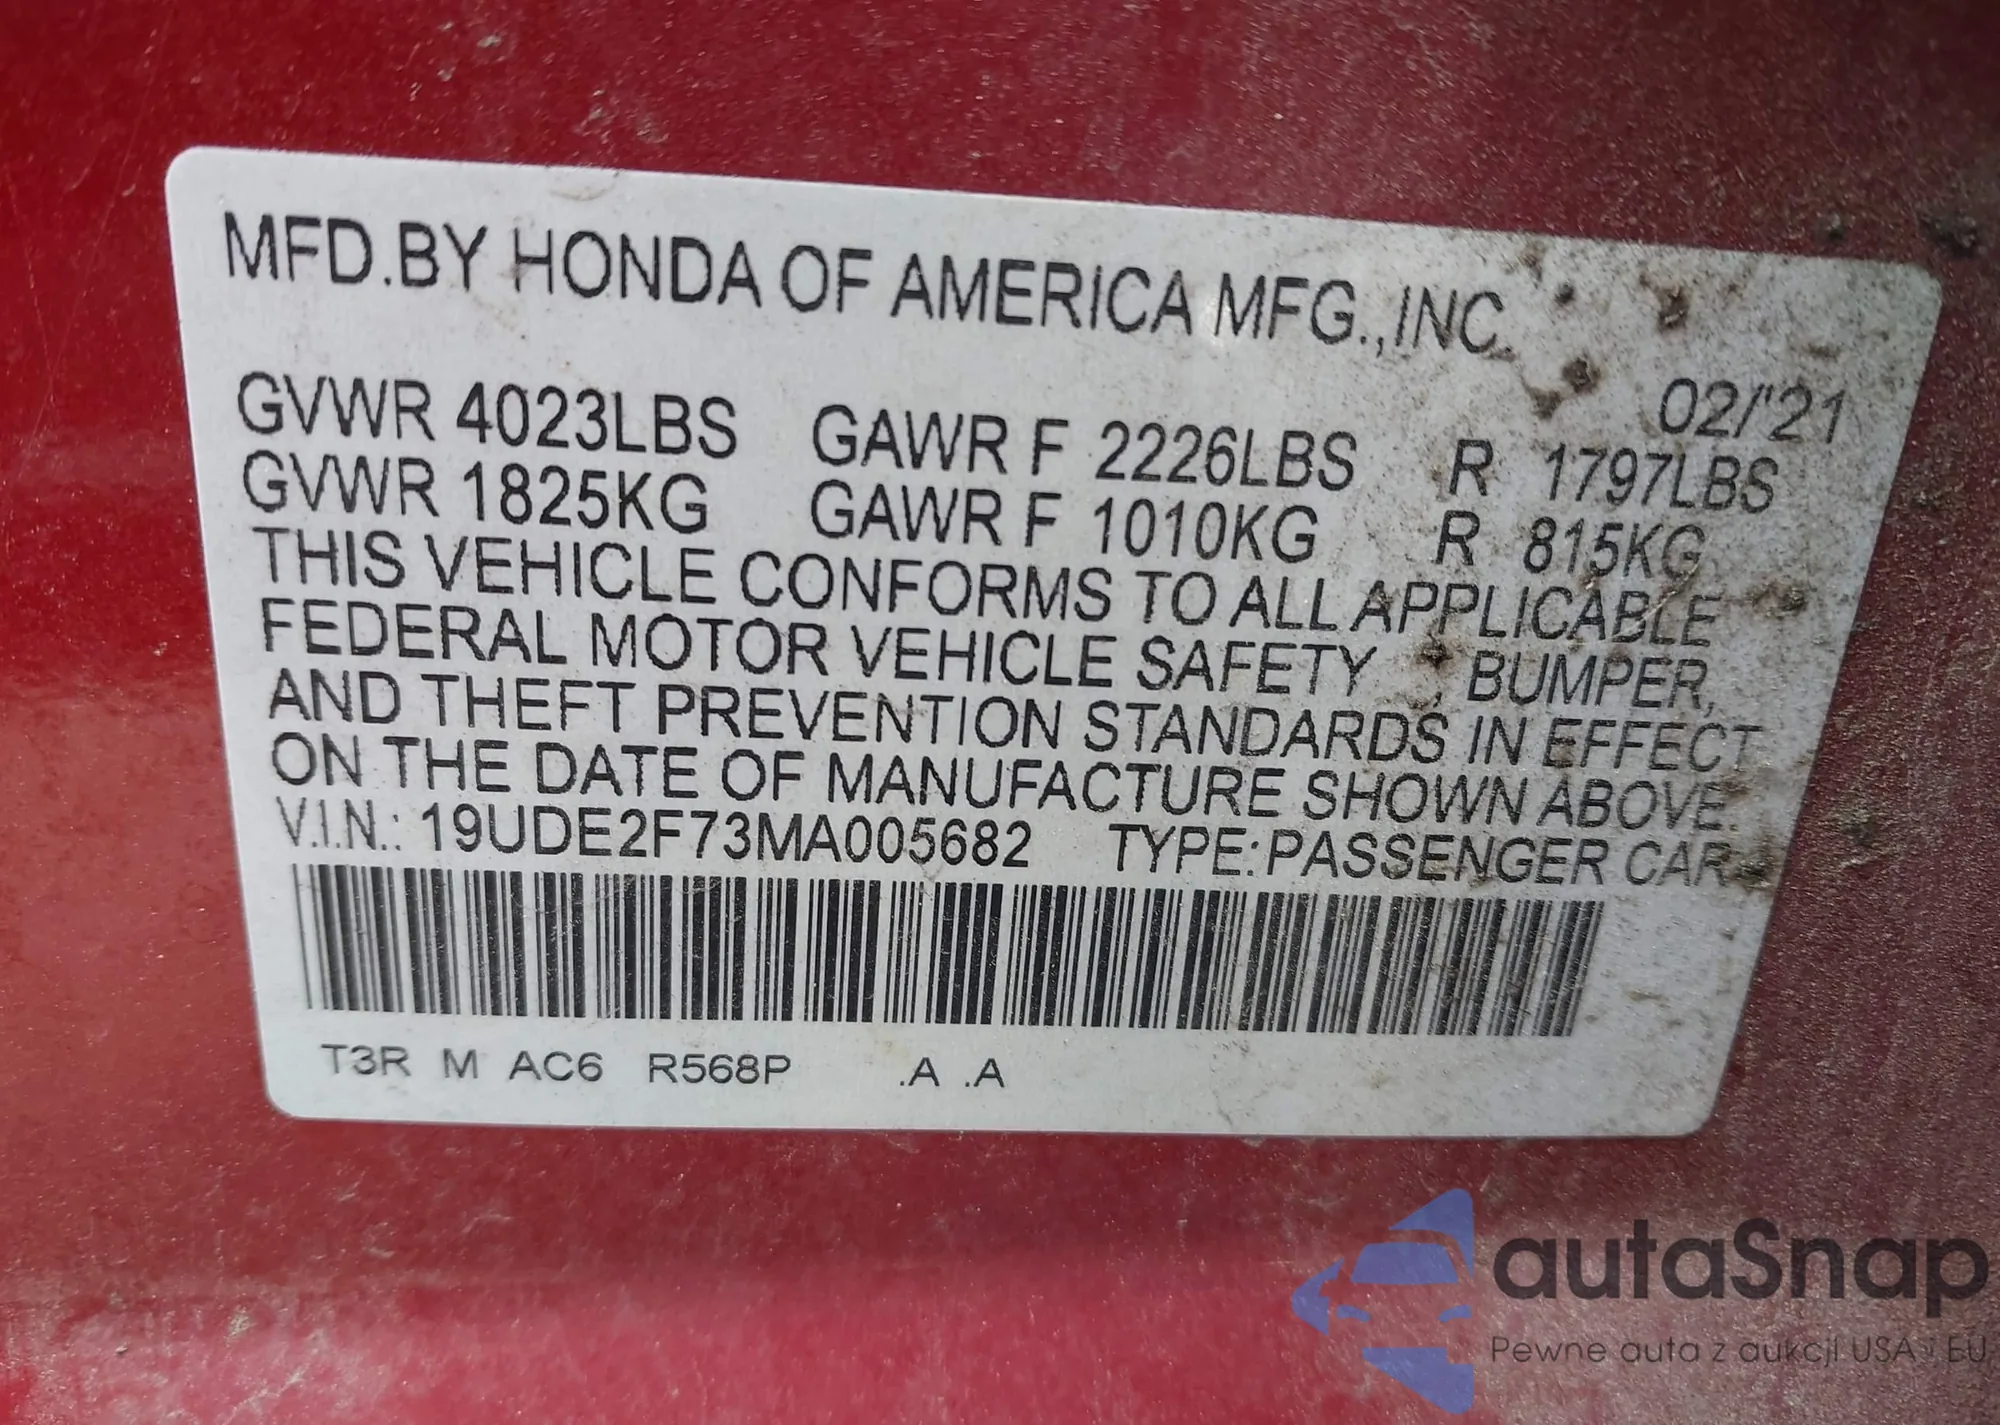 MFD.BY HONDA OF AMERICA MFG.,INC.
02/'21
GVWR 4023LBS GAWR F 2226LBS R 1797LBS
GVWR 1825KG GAWR F 1010KG R 815KG
THIS VEHICLE CONFORMS TO ALL APPLICABLE
FEDERAL MOTOR VEHICLE SAFETY , BUMPER,
AND THEFT PREVENTION STANDARDS IN EFFECT
ON THE DATE OF MANUFACTURE SHOWN ABOVE.
V.I.N.: 19UDE2F73MA005682 TYPE:PASSENGER CAR
T3R M AC6 R568P .A .A
autaSnap
Pewne auta z aukcji USA i EU